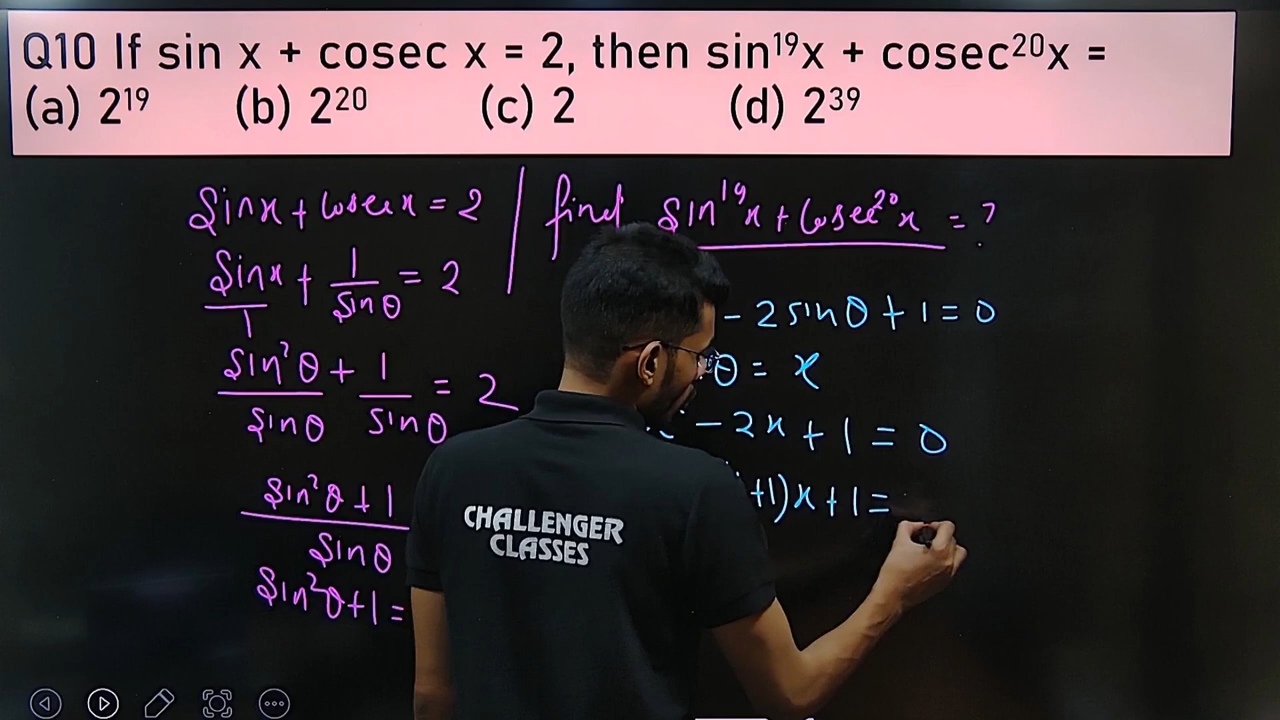 Q10 If sin x + cosec x = 2, then sin¹⁹x + cosec²⁰x =
(a) 2¹⁹ (b) 2²⁰ (c) 2 (d) 2³⁹
Sinx + Cosecx = 2
Sinx/1 + 1/Sinθ = 2
Sin²θ/Sinθ + 1/Sinθ = 2
Sin²θ + 1/Sinθ
Sin²θ + 1 =
find Sin¹⁹x + Cosec²⁰x = ?
- 2 sinθ + 1 = 0
θ = x
- 2x + 1 = 0
+1)x + 1 =
CHALLENGER
CLASSES